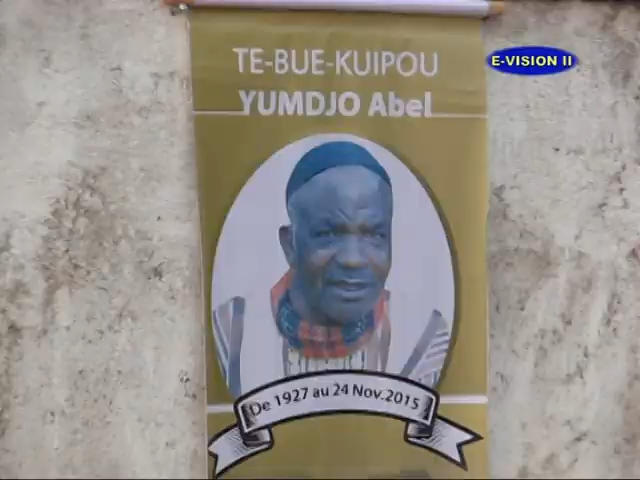 TE-BUE-KUIPOU
YUMDJO Abel
E-VISION II
De 1927 au 24 Nov.2015